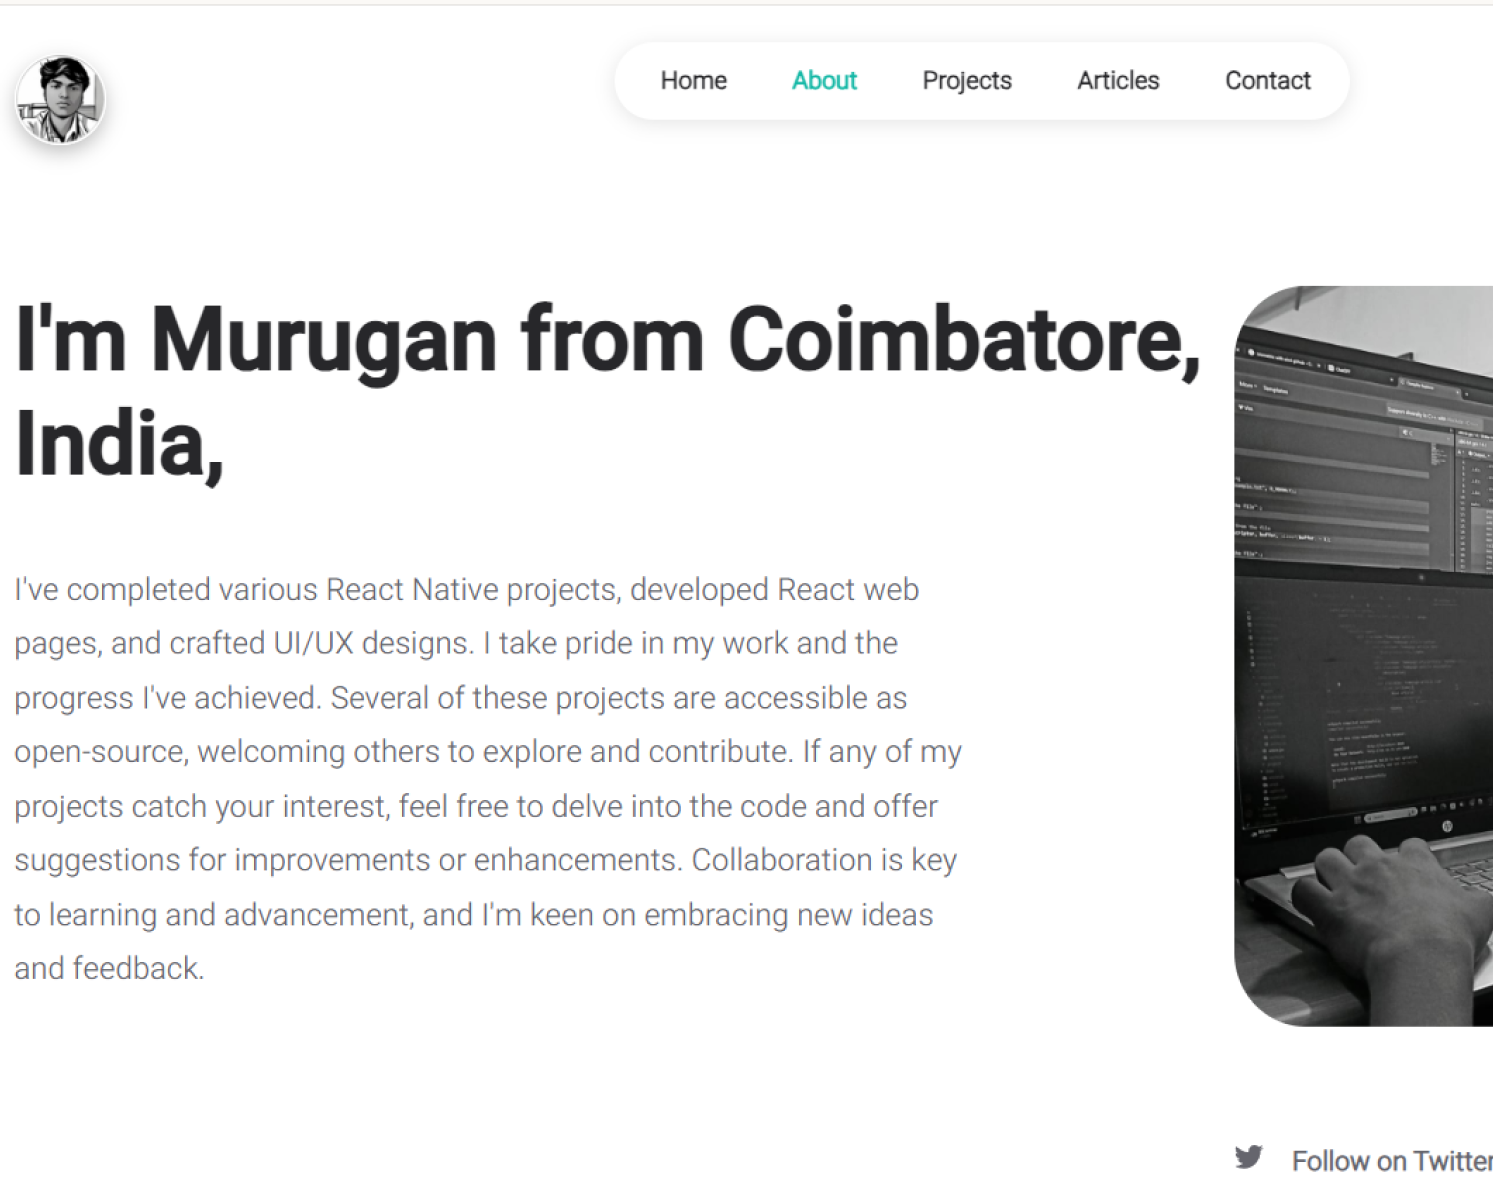 Home About Projects Articles Contact
I'm Murugan from Coimbatore,
India,
I've completed various React Native projects, developed React web
pages, and crafted UI/UX designs. I take pride in my work and the
progress I've achieved. Several of these projects are accessible as
open-source, welcoming others to explore and contribute. If any of my
projects catch your interest, feel free to delve into the code and offer
suggestions for improvements or enhancements. Collaboration is key
to learning and advancement, and I'm keen on embracing new ideas
and feedback.
Follow on Twitter